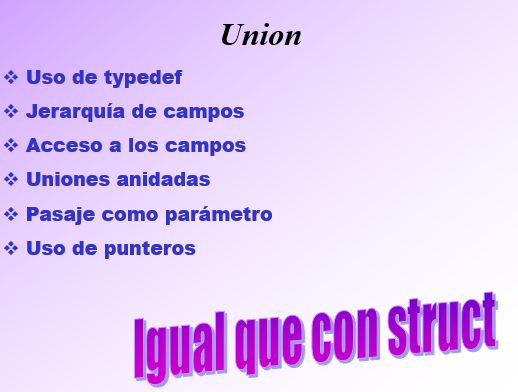 Union
❖ Uso de typedef
❖ Jerarquía de campos
❖ Acceso a los campos
❖ Uniones anidadas
❖ Pasaje como parámetro
❖ Uso de punteros
Igual que con struct